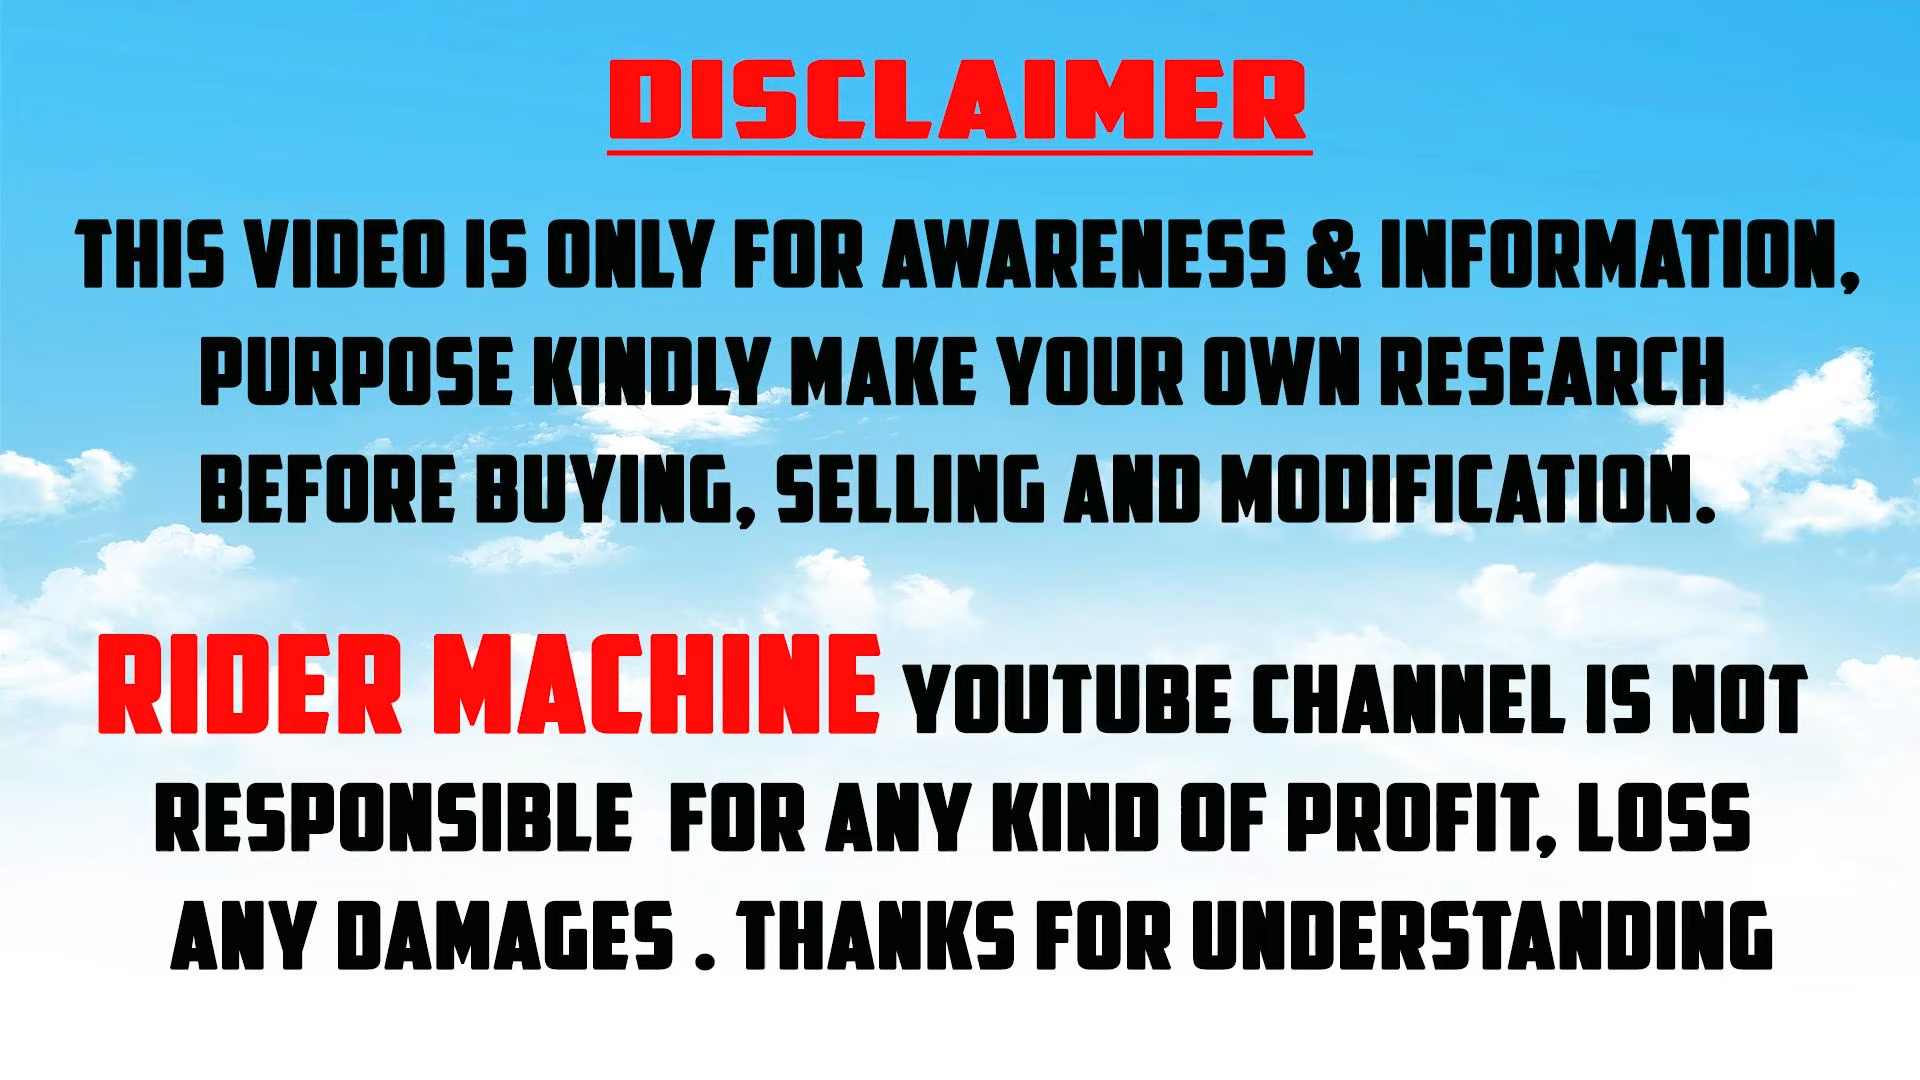 DISCLAIMER
THIS VIDEO IS ONLY FOR AWARENESS & INFORMATION,
PURPOSE KINDLY MAKE YOUR OWN RESEARCH
BEFORE BUYING, SELLING AND MODIFICATION.
RIDER MACHINE YOUTUBE CHANNEL IS NOT
RESPONSIBLE  FOR ANY KIND OF PROFIT, LOSS
ANY DAMAGES . THANKS FOR UNDERSTANDING